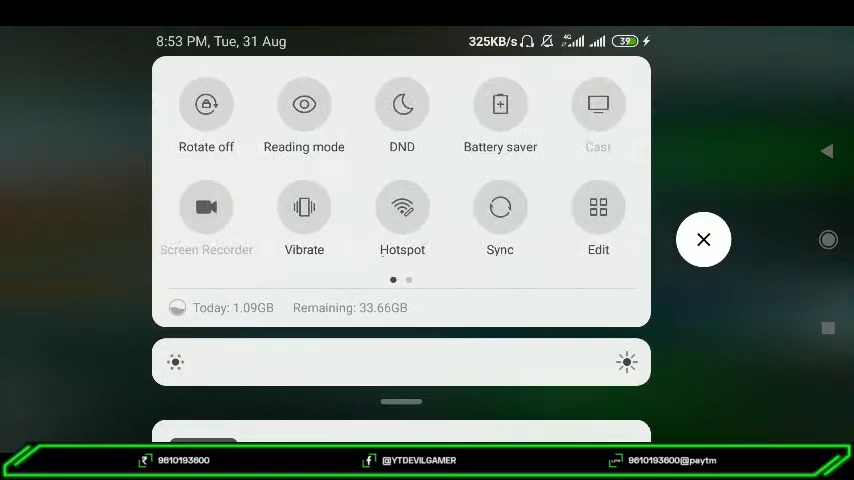 8:53 PM, Tue, 31 Aug 325KB/s 4G 39
Rotate off Reading mode DND Battery saver Cast
Screen Recorder Vibrate Hotspot Sync Edit
Today: 1.09GB Remaining: 33.66GB
₹ 9610193600 f @YTDEVILGAMER 9610193600@paytm